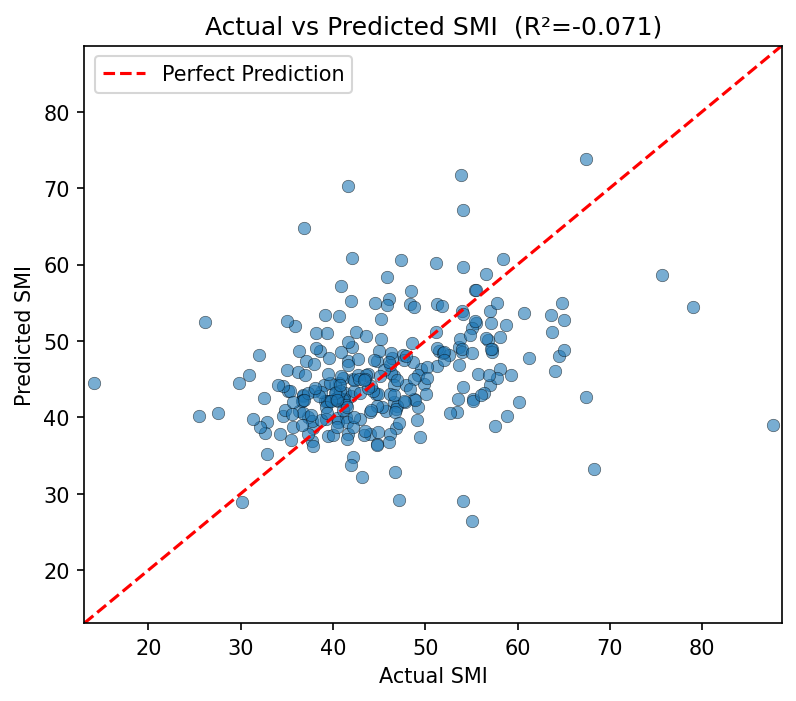 Actual vs Predicted SMI (R²=-0.071)
Perfect Prediction
80
70
60
50
40
30
20
Predicted SMI
20 30 40 50 60 70 80
Actual SMI